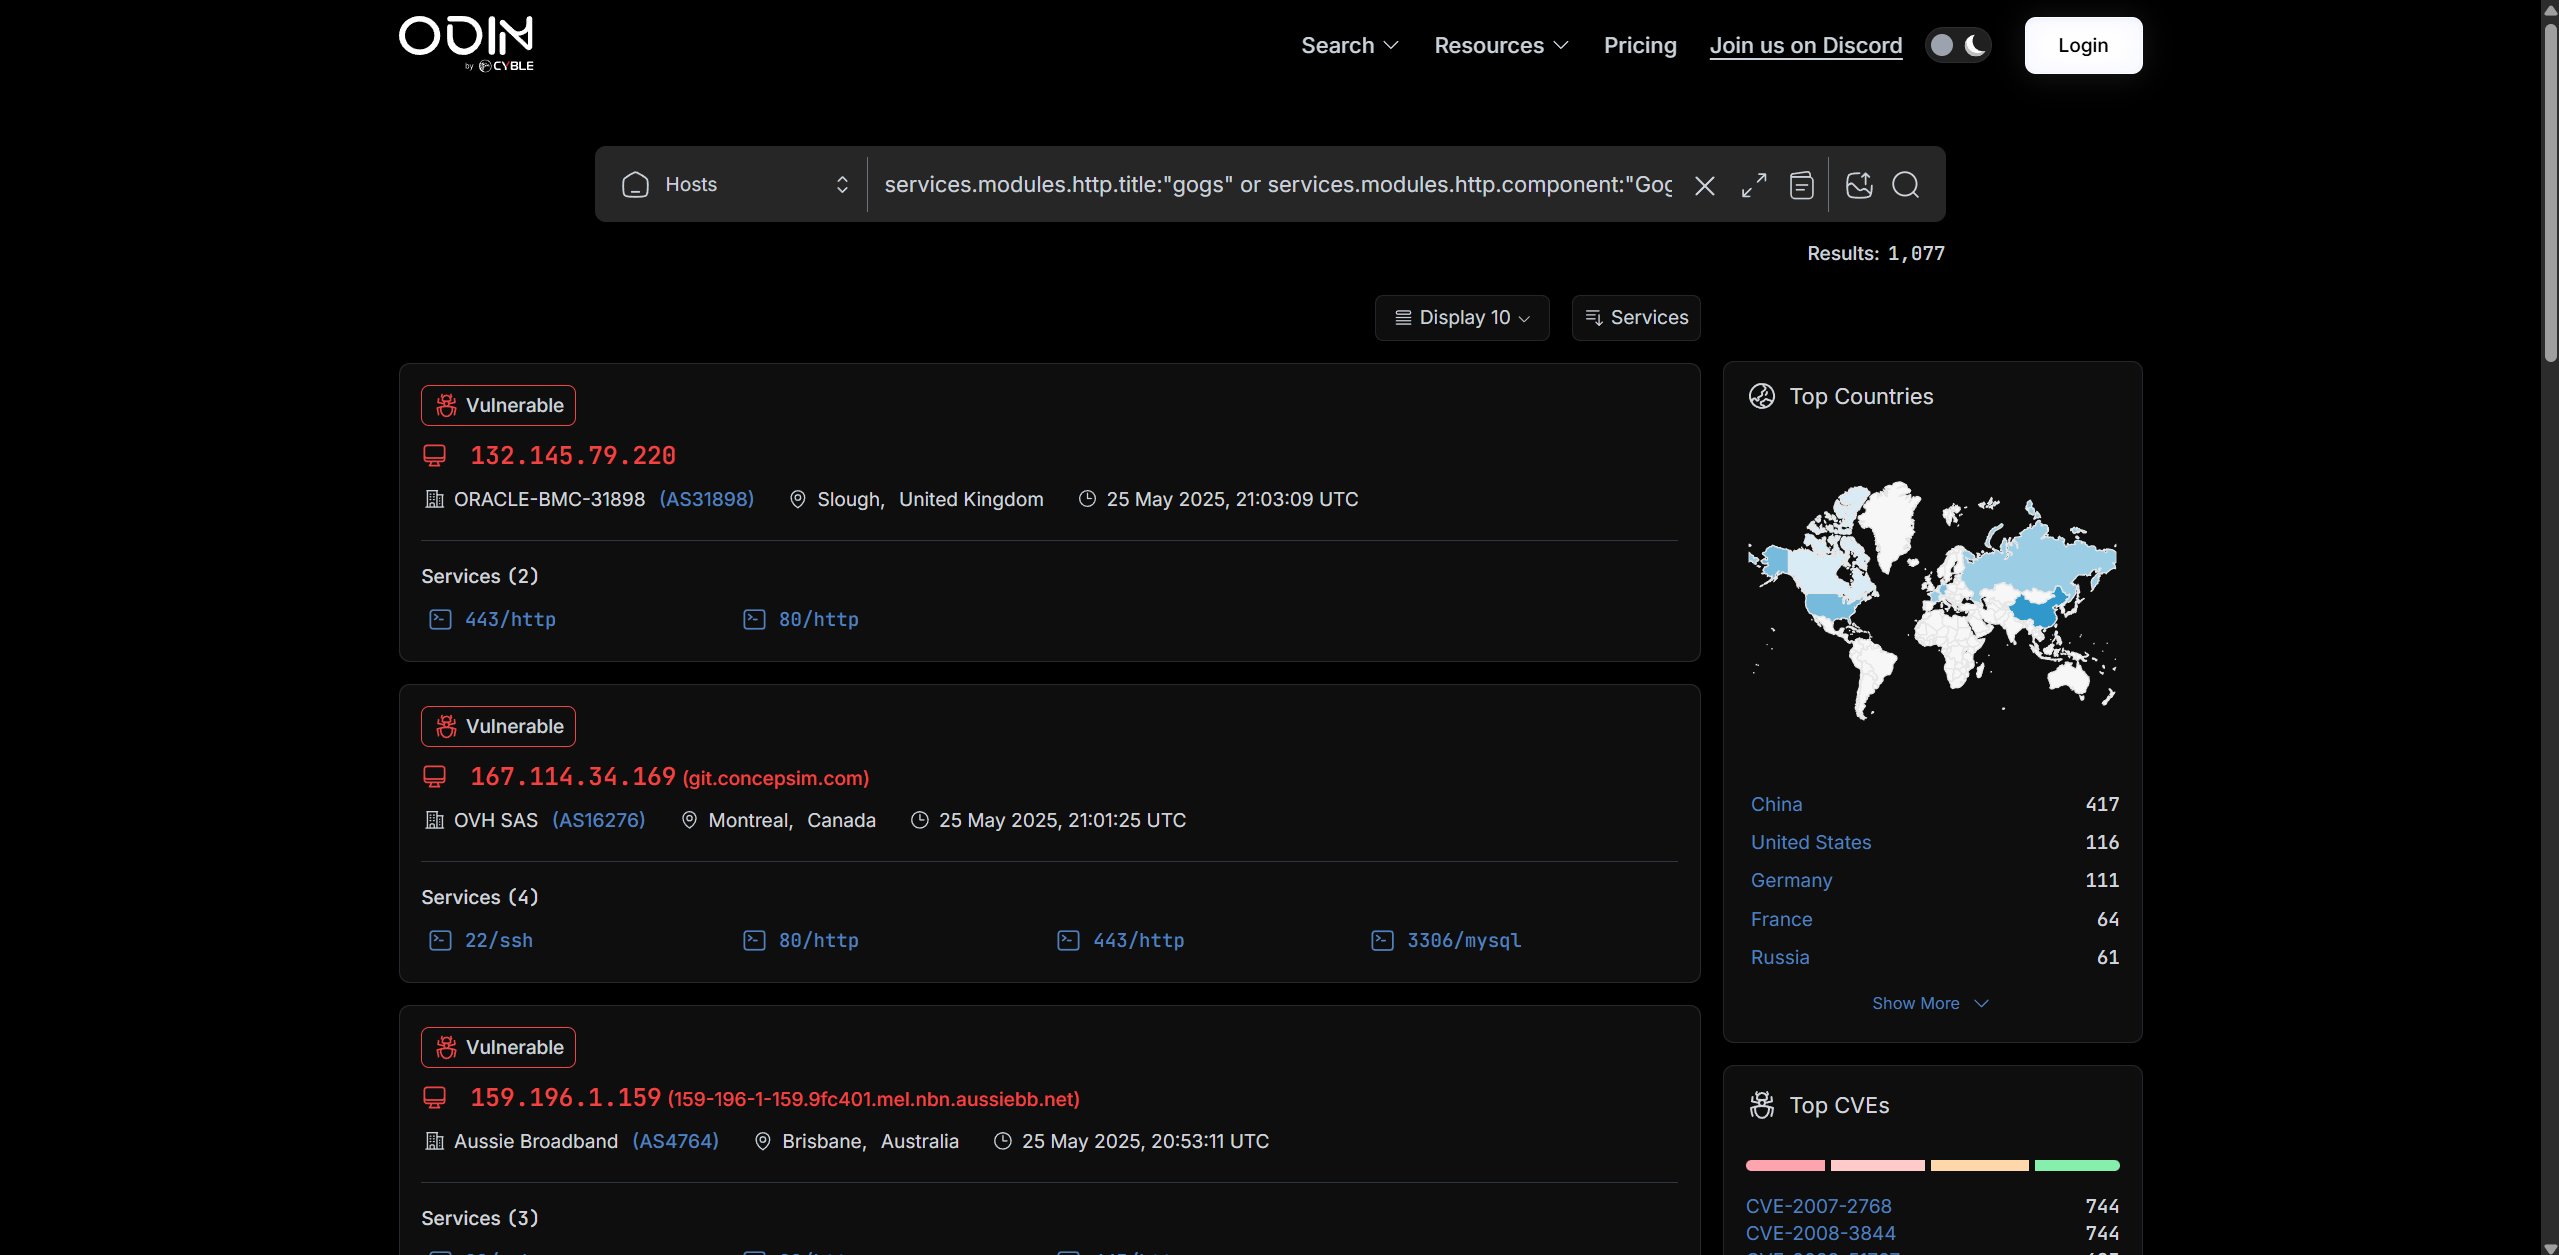 ODIN
by CYBLE
Search
Resources
Pricing
Join us on Discord
Login
Hosts
services.modules.http.title:"gogs" or services.modules.http.component:"Gog
Results: 1,077
Display 10
Services
Vulnerable
132.145.79.220
ORACLE-BMC-31898 (AS31898) Slough, United Kingdom 25 May 2025, 21:03:09 UTC
Services (2)
443/http 80/http
Vulnerable
167.114.34.169 (git.concepsim.com)
OVH SAS (AS16276) Montreal, Canada 25 May 2025, 21:01:25 UTC
Services (4)
22/ssh 80/http 443/http 3306/mysql
Vulnerable
159.196.1.159 (159-196-1-159.9fc401.mel.nbn.aussiebb.net)
Aussie Broadband (AS4764) Brisbane, Australia 25 May 2025, 20:53:11 UTC
Services (3)
Top Countries
China 417
United States 116
Germany 111
France 64
Russia 61
Show More
Top CVEs
CVE-2007-2768 744
CVE-2008-3844 744